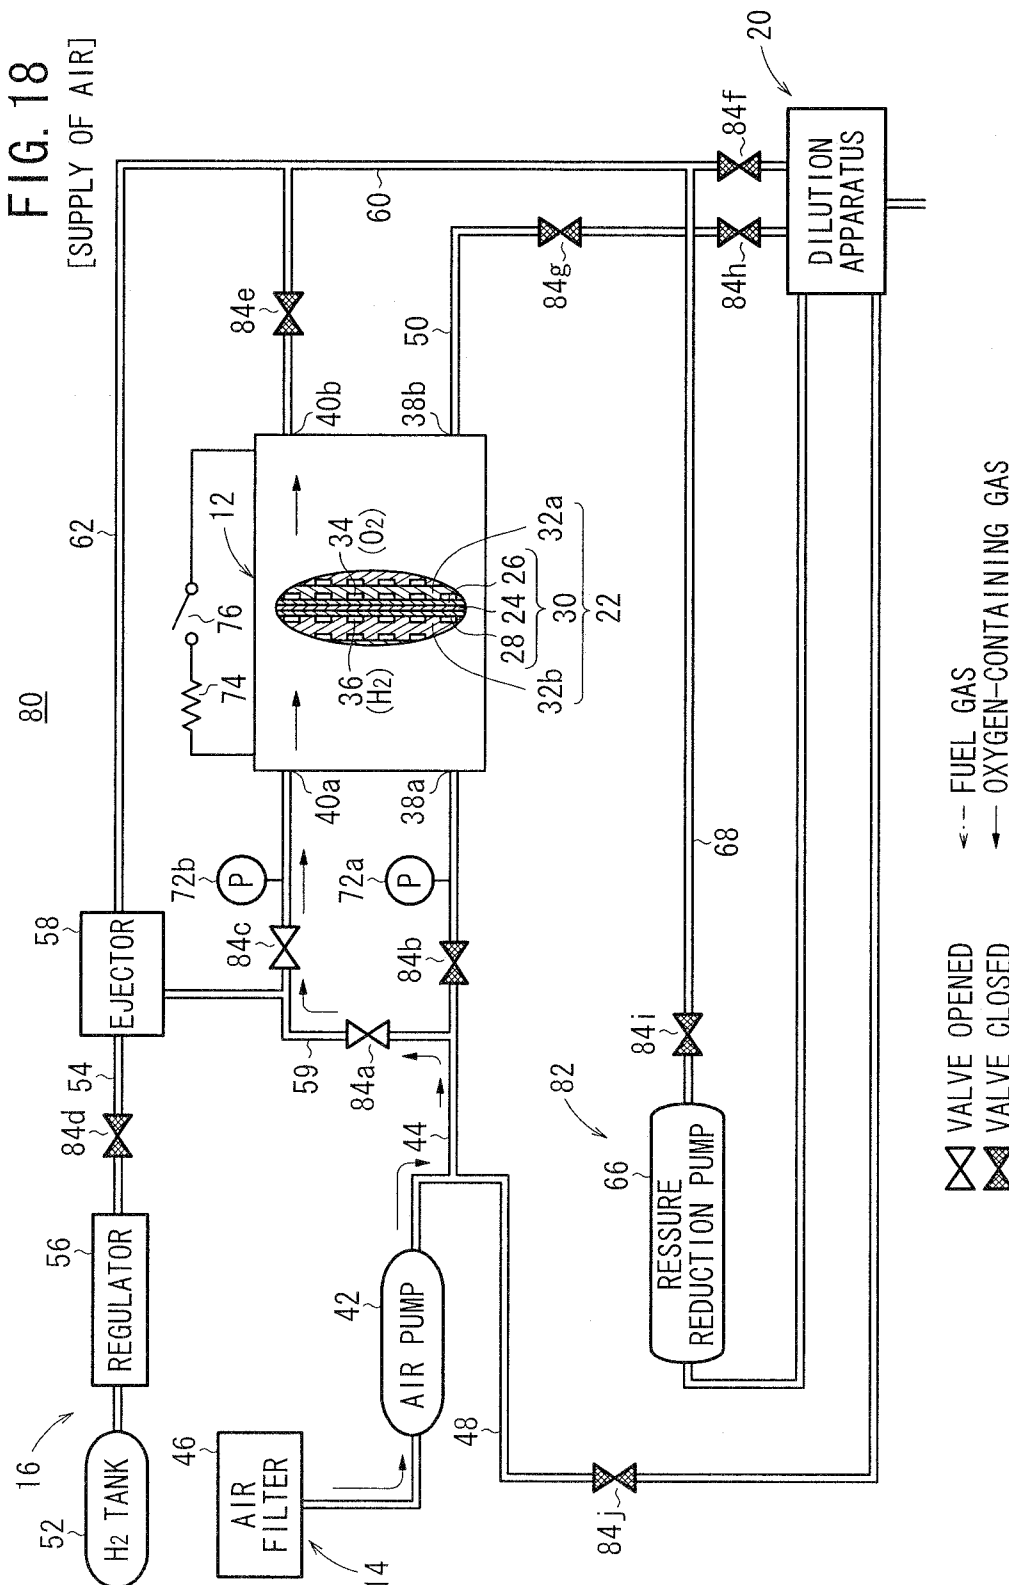 FIG. 18
[SUPPLY OF AIR]
80
16
52
H2 TANK
56
REGULATOR
84d
54
58
EJECTOR
62
74
76
12
46
AIR
FILTER
14
42
AIR PUMP
44
59
84a
84c
84b
72b
P
72a
P
40a
38a
40b
38b
36
(H2)
34
(O2)
32b
28
24
26
32a
30
22
84e
60
50
84g
84f
84h
20
DILUTION
APPARATUS
48
84j
82
66
RESSURE
REDUCTION PUMP
84i
68
VALVE OPENED
VALVE CLOSED
FUEL GAS
OXYGEN-CONTAINING GAS